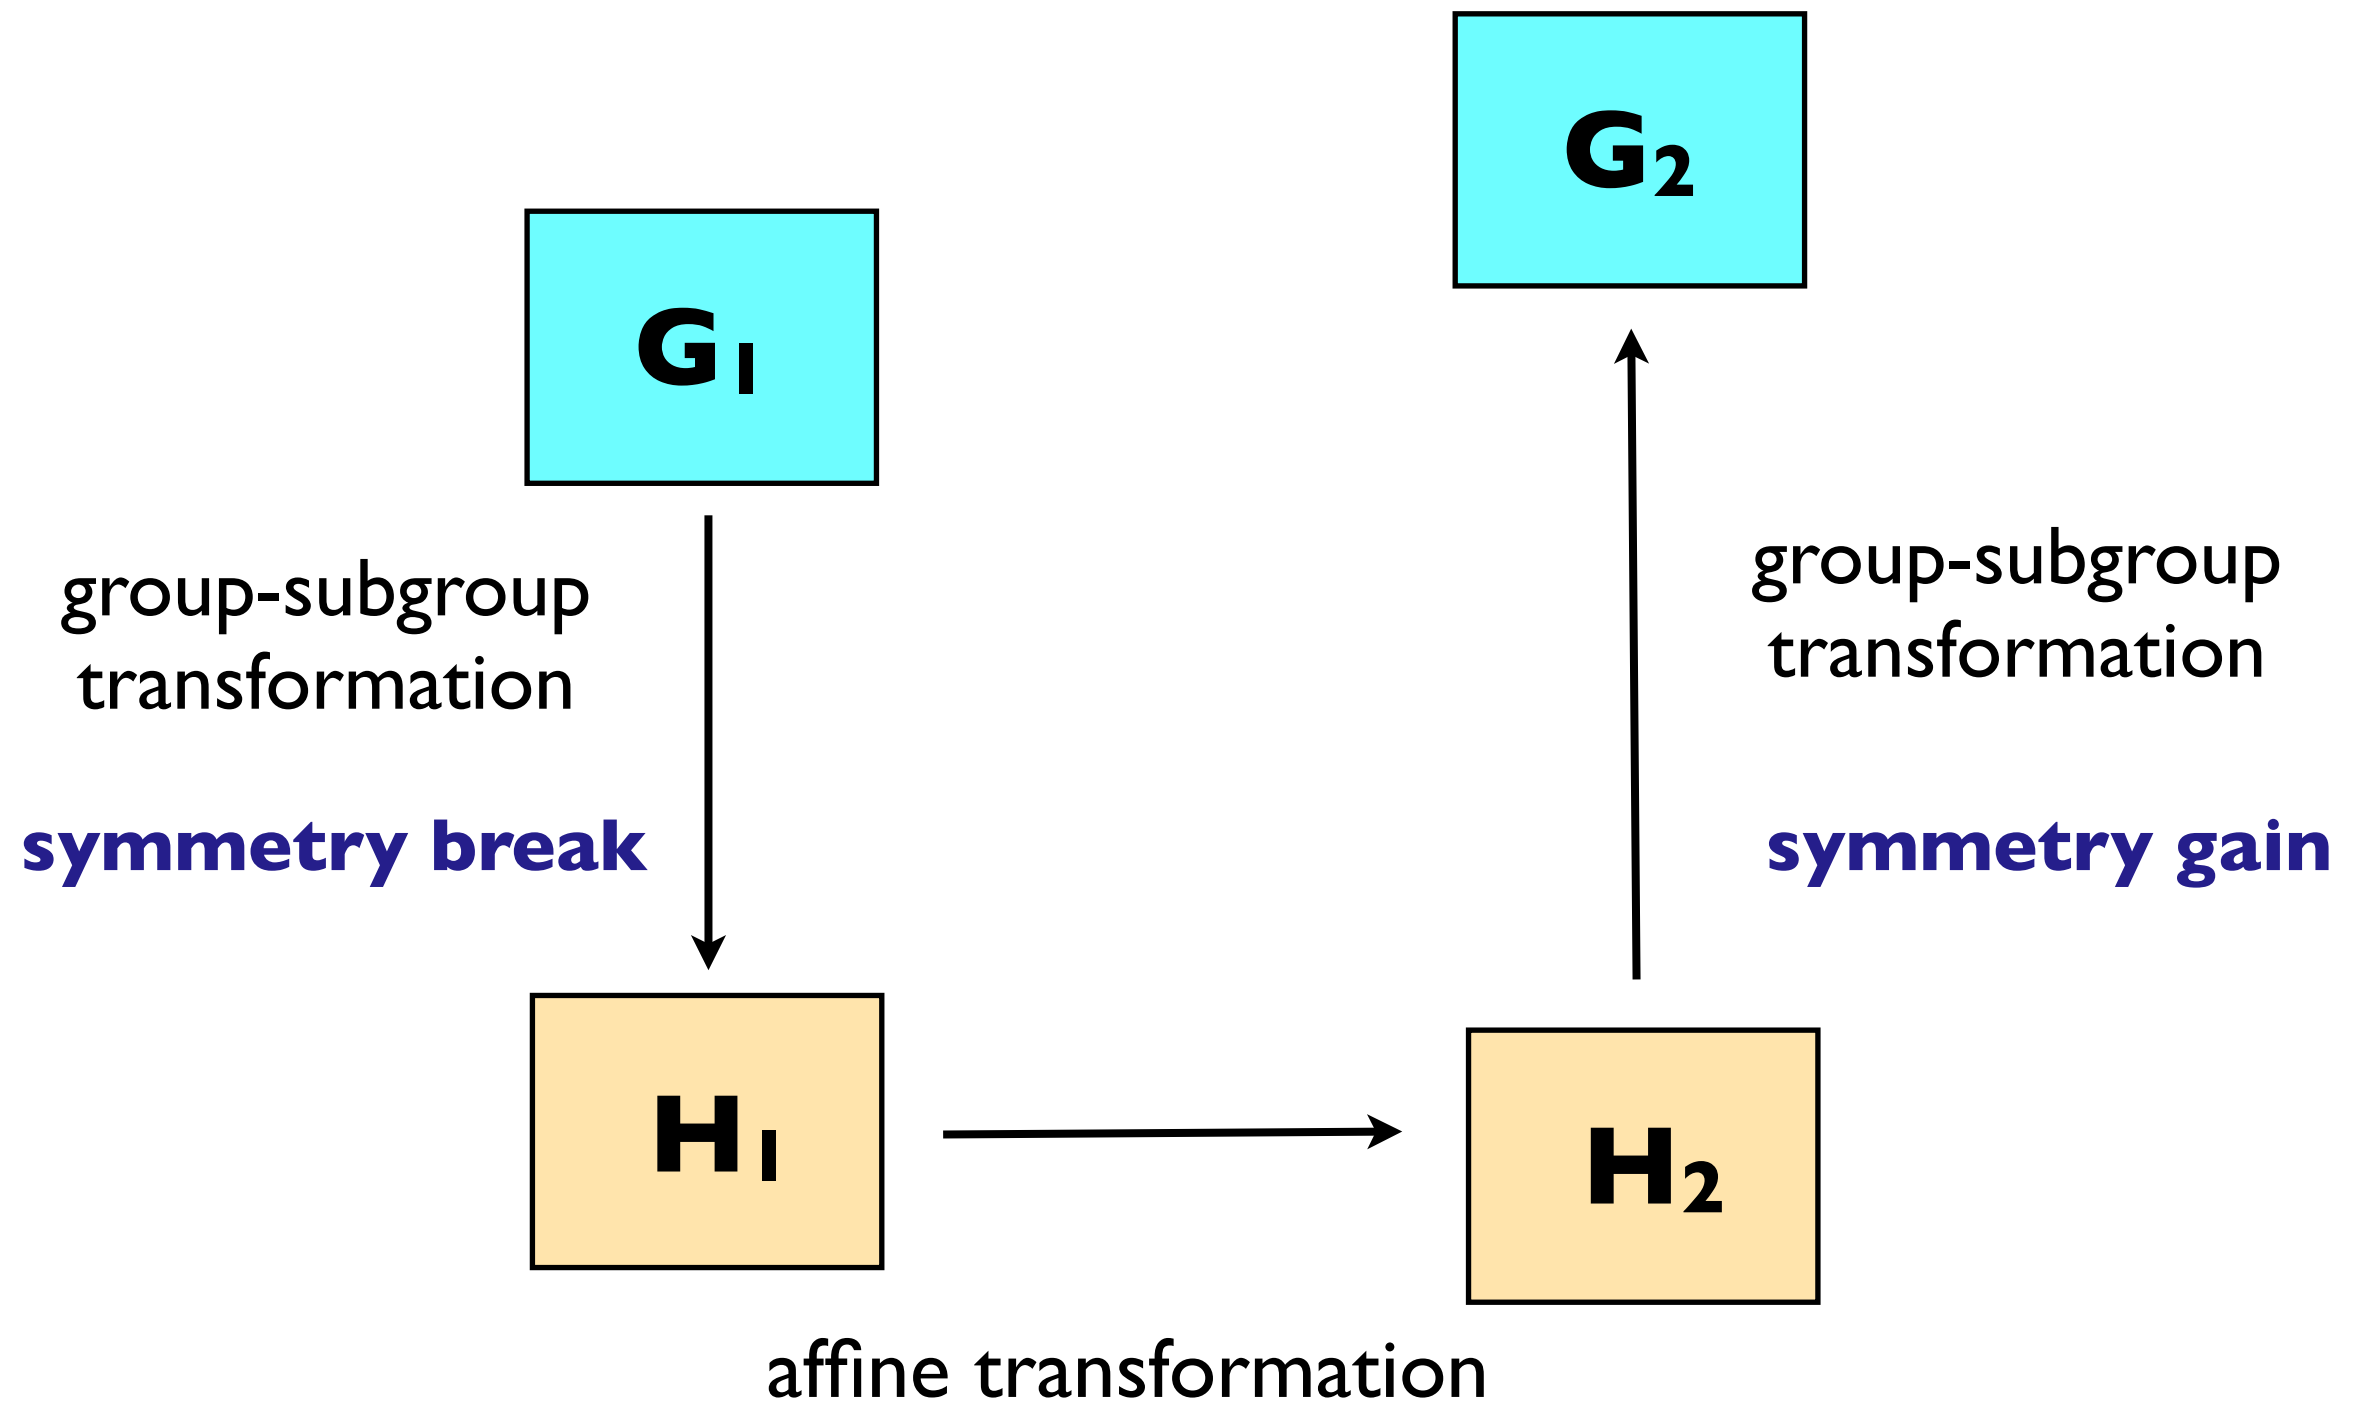 G2
G1
group-subgroup
transformation
group-subgroup
transformation
symmetry break
symmetry gain
H1
H2
affine transformation